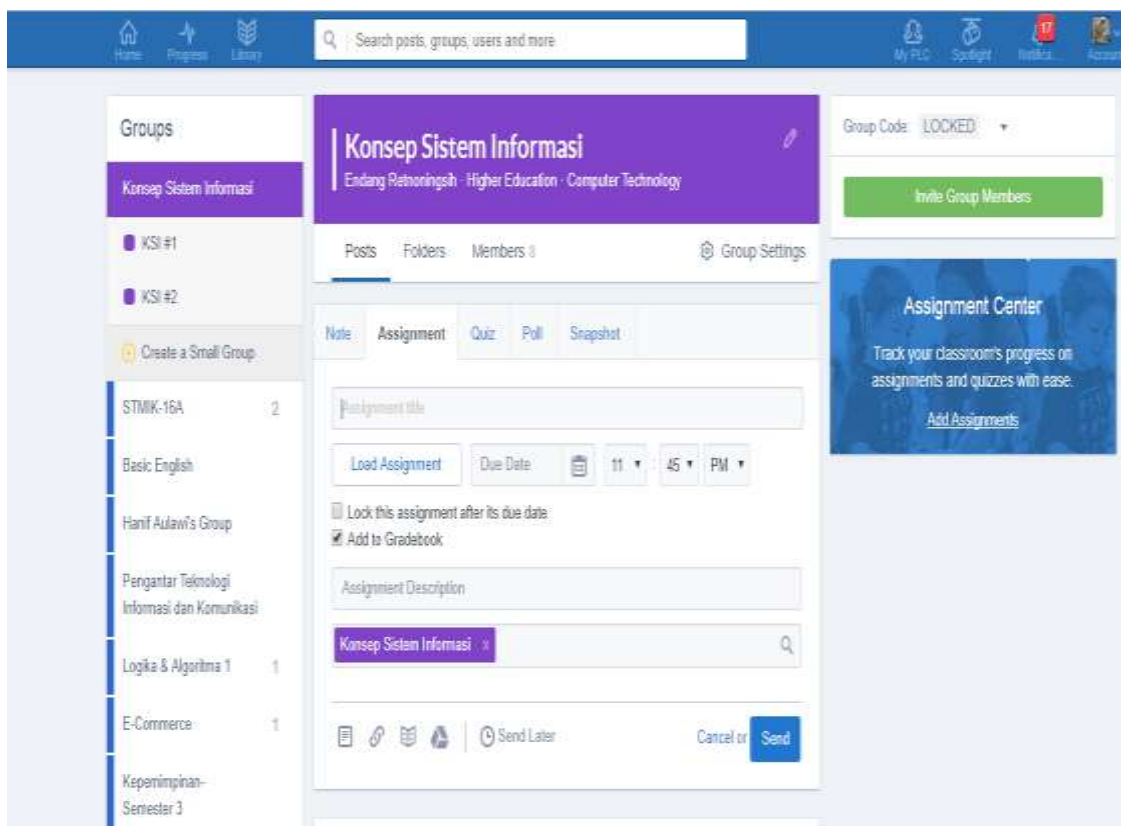 Home Progress Library
Search posts, groups, users and more
My PLC Spotlight Notifica... Account
17
Groups
Konsep Sistem Informasi
KSI #1
KSI #2
Create a Small Group
STMIK-16A 2
Basic English
Hanif Aulawi's Group
Pengantar Teknologi
Informasi dan Komunikasi
Logika & Algoritma 1 1
E-Commerce 1
Kepemimpinan-
Semester 3
Konsep Sistem Informasi
Endang Retnoningsih · Higher Education · Computer Technology
Posts Folders Members Group Settings
Note Assignment Quiz Poll Snapshot
Assignment title
Load Assignment Due Date 11 : 45 PM
Lock this assignment after its due date
Add to Gradebook
Assignment Description
Konsep Sistem Informasi x
Send Later Cancel or Send
Group Code: LOCKED
Invite Group Members
Assignment Center
Track your classroom's progress on
assignments and quizzes with ease.
Add Assignments